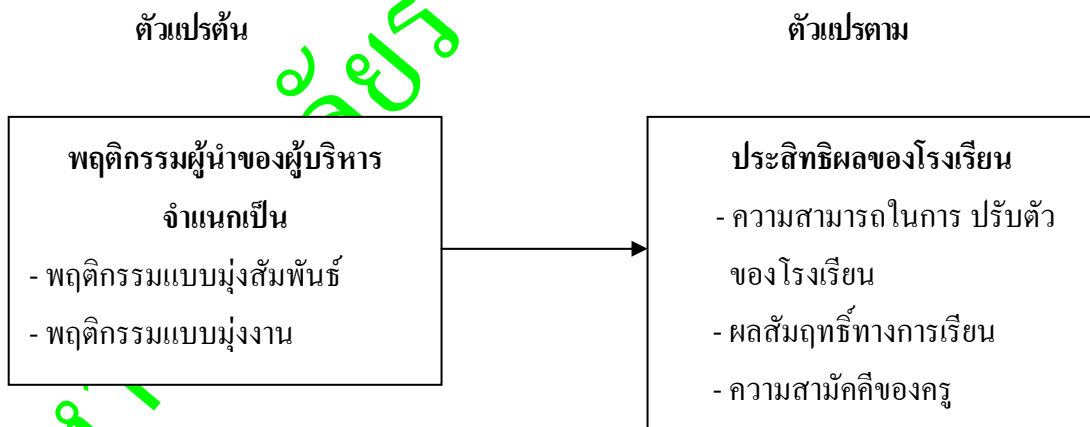 ตัวแปรต้น
ตัวแปรตาม
พฤติกรรมผู้นำของผู้บริหาร
จำแนกเป็น
- พฤติกรรมแบบมุ่งสัมพันธ์
- พฤติกรรมแบบมุ่งงาน
ประสิทธิผลของโรงเรียน
- ความสามารถในการ ปรับตัว
ของโรงเรียน
- ผลสัมฤทธิ์ทางการเรียน
- ความสามัคคีของครู